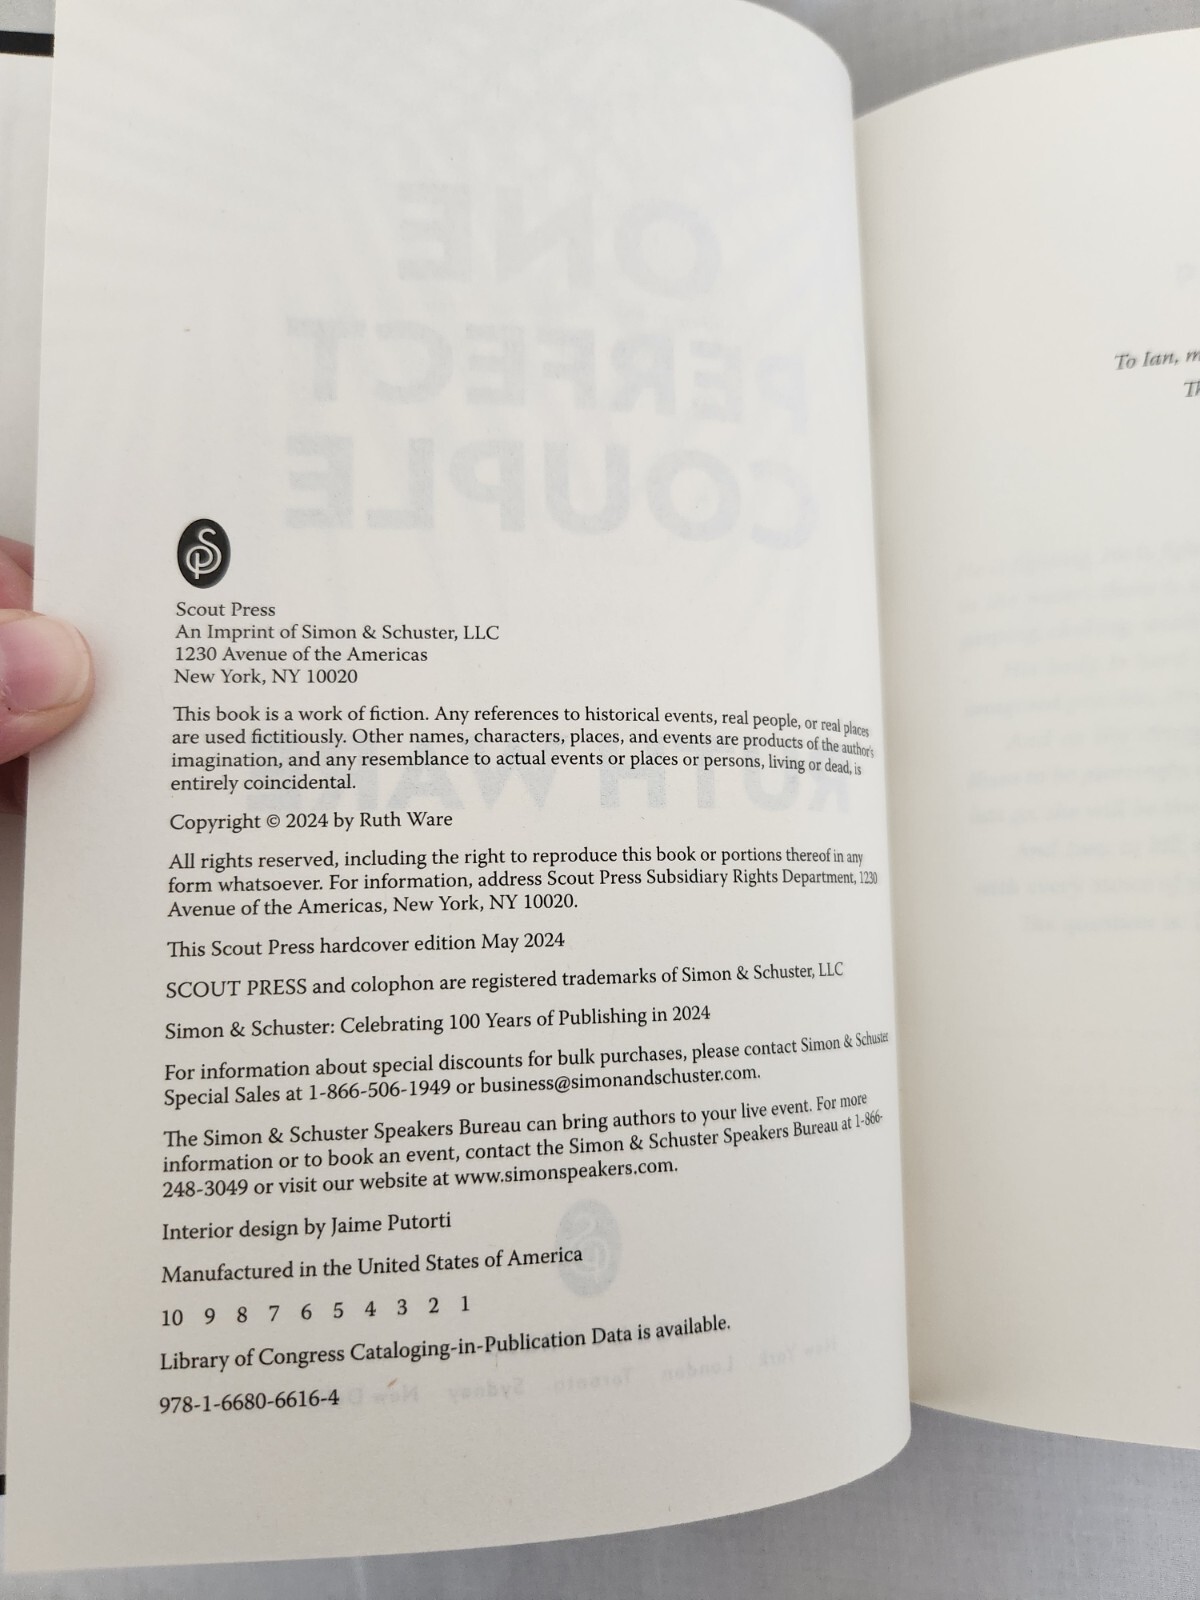 Scout Press
An Imprint of Simon & Schuster, LLC
1230 Avenue of the Americas
New York, NY 10020
This book is a work of fiction. Any references to historical events, real people, or real places
are used fictitiously. Other names, characters, places, and events are products of the author's
imagination, and any resemblance to actual events or places or persons, living or dead, is
entirely coincidental.
Copyright © 2024 by Ruth Ware
All rights reserved, including the right to reproduce this book or portions thereof in any
form whatsoever. For information, address Scout Press Subsidiary Rights Department, 1230
Avenue of the Americas, New York, NY 10020.
This Scout Press hardcover edition May 2024
SCOUT PRESS and colophon are registered trademarks of Simon & Schuster, LLC
Simon & Schuster: Celebrating 100 Years of Publishing in 2024
For information about special discounts for bulk purchases, please contact Simon & Schuster
Special Sales at 1-866-506-1949 or business@simonandschuster.com.
The Simon & Schuster Speakers Bureau can bring authors to your live event. For more
information or to book an event, contact the Simon & Schuster Speakers Bureau at 1-866-
248-3049 or visit our website at www.simonspeakers.com.
Interior design by Jaime Putorti
Manufactured in the United States of America
10 9 8 7 6 5 4 3 2 1
Library of Congress Cataloging-in-Publication Data is available.
978-1-6680-6616-4
ONE
PERFECT
COUPLE
RUTH WARE
New York London Toronto Sydney New D
To Ian, m
Th